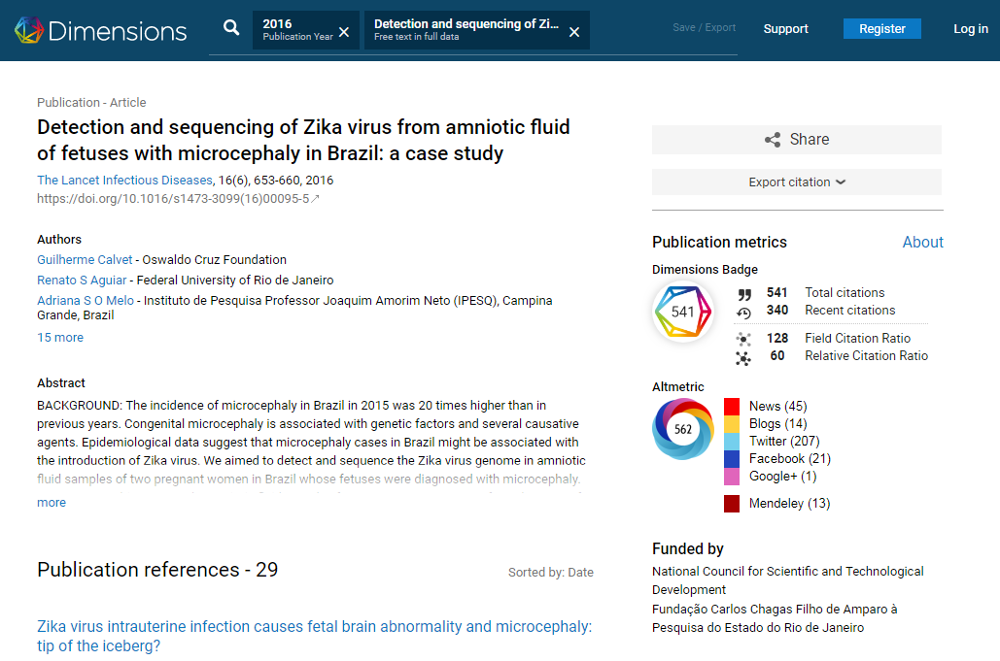 Dimensions
2016
Publication Year
Detection and sequencing of Zi...
Free text in full data
Save / Export
Support
Register
Log in
Publication - Article
Detection and sequencing of Zika virus from amniotic fluid
of fetuses with microcephaly in Brazil: a case study
The Lancet Infectious Diseases, 16(6), 653-660, 2016
https://doi.org/10.1016/s1473-3099(16)00095-5
Authors
Guilherme Calvet - Oswaldo Cruz Foundation
Renato S Aguiar - Federal University of Rio de Janeiro
Adriana S O Melo - Instituto de Pesquisa Professor Joaquim Amorim Neto (IPESQ), Campina
Grande, Brazil
15 more
Abstract
BACKGROUND: The incidence of microcephaly in Brazil in 2015 was 20 times higher than in
previous years. Congenital microcephaly is associated with genetic factors and several causative
agents. Epidemiological data suggest that microcephaly cases in Brazil might be associated with
the introduction of Zika virus. We aimed to detect and sequence the Zika virus genome in amniotic
fluid samples of two pregnant women in Brazil whose fetuses were diagnosed with microcephaly.
more
Publication references - 29
Sorted by: Date
Zika virus intrauterine infection causes fetal brain abnormality and microcephaly:
tip of the iceberg?
Share
Export citation
Publication metrics
About
Dimensions Badge
541
541 Total citations
340 Recent citations
128 Field Citation Ratio
60 Relative Citation Ratio
Altmetric
562
News (45)
Blogs (14)
Twitter (207)
Facebook (21)
Google+ (1)
Mendeley (13)
Funded by
National Council for Scientific and Technological
Development
Fundação Carlos Chagas Filho de Amparo à
Pesquisa do Estado do Rio de Janeiro